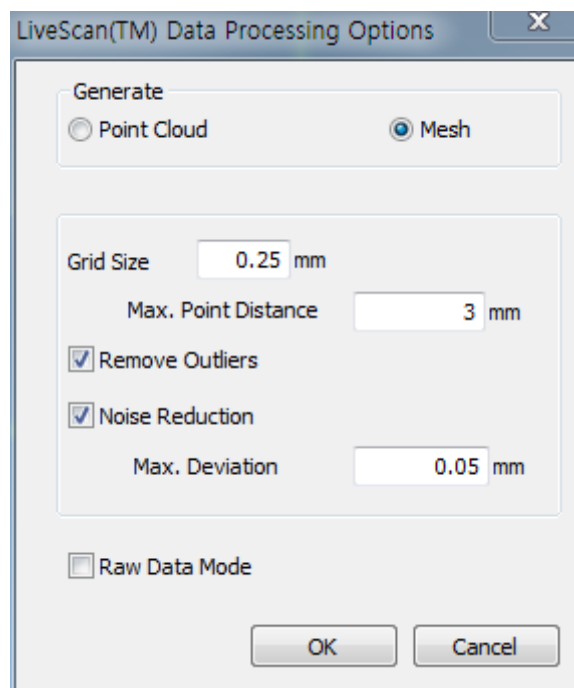 LiveScan(TM) Data Processing Options
Generate
Point Cloud Mesh
Grid Size 0.25 mm
Max. Point Distance 3 mm
Remove Outliers
Noise Reduction
Max. Deviation 0.05 mm
Raw Data Mode
OK Cancel